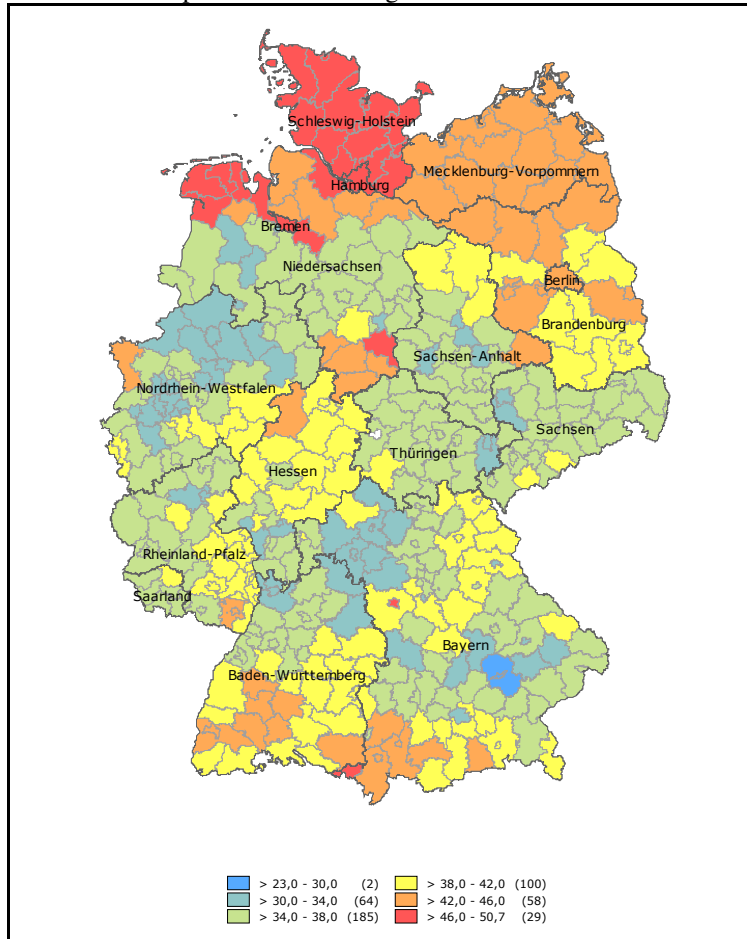 Schleswig-Holstein
Mecklenburg-Vorpommern
Hamburg
Bremen
Niedersachsen
Berlin
Brandenburg
Sachsen-Anhalt
Nordrhein-Westfalen
Sachsen
Thüringen
Hessen
Rheinland-Pfalz
Saarland
Bayern
Baden-Württemberg
> 23,0 - 30,0 (2) > 38,0 - 42,0 (100)
> 30,0 - 34,0 (64) > 42,0 - 46,0 (58)
> 34,0 - 38,0 (185) > 46,0 - 50,7 (29)